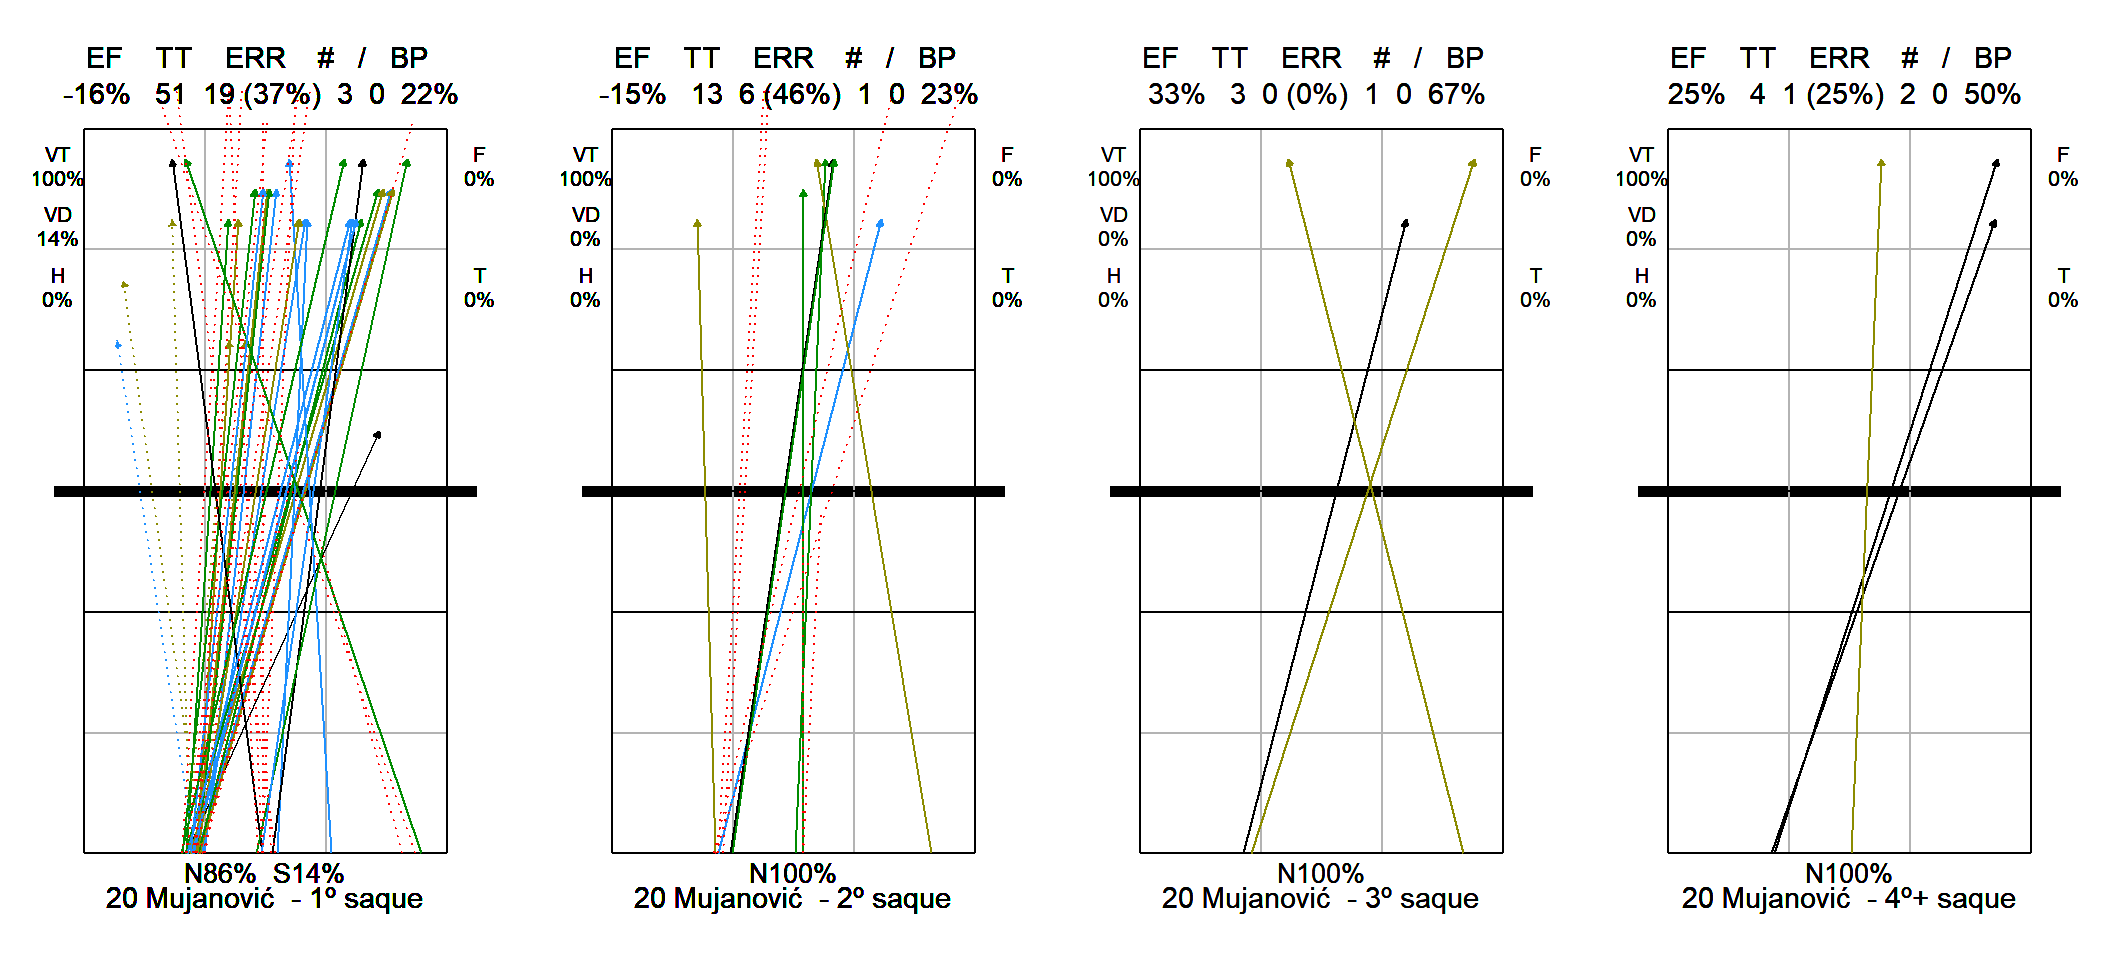 EF TT ERR # / BP
-16% 51 19 (37%) 3 0 22%
VT
100%
VD
14%
H
0%
F
0%
T
0%
N86% S14%
20 Mujanović - 1º saque
EF TT ERR # / BP
-15% 13 6 (46%) 1 0 23%
VT
100%
VD
0%
H
0%
F
0%
T
0%
N100%
20 Mujanović - 2º saque
EF TT ERR # / BP
33% 3 0 (0%) 1 0 67%
VT
100%
VD
0%
H
0%
F
0%
T
0%
N100%
20 Mujanović - 3º saque
EF TT ERR # / BP
25% 4 1 (25%) 2 0 50%
VT
100%
VD
0%
H
0%
F
0%
T
0%
N100%
20 Mujanović - 4º+ saque